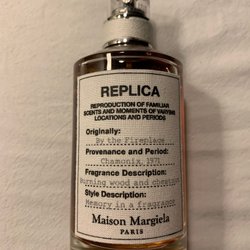 REPLICA
REPRODUCTION OF FAMILIAR
SCENTS AND MOMENTS OF VARYING
LOCATIONS AND PERIODS
Originally:
By the Fireplace
Provenance and Period:
Chamonix, 1971
Fragrance Description:
Burning wood and chestnut
Style Description:
Memory in a fragrance
Maison Margiela
PARIS